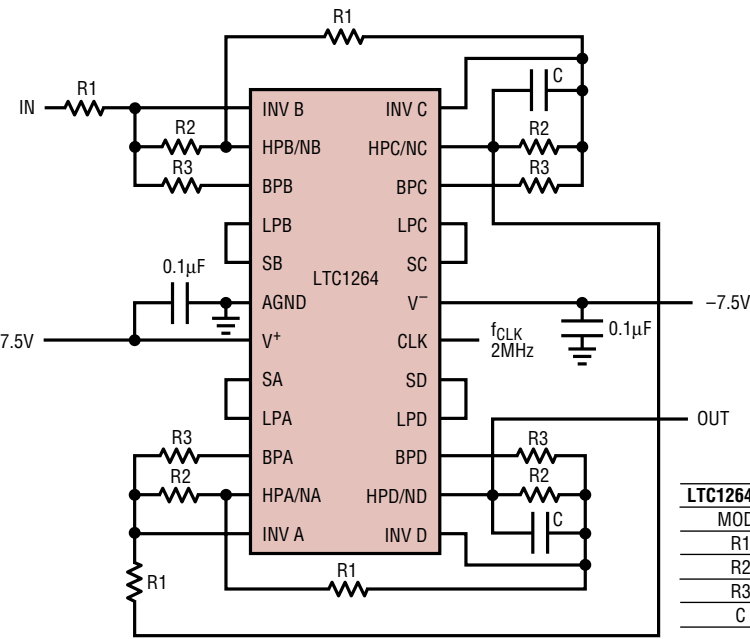 R1
IN
R1
R2
R3
C
R2
R3
INV B
INV C
HPB/NB
HPC/NC
BPB
BPC
LPB
LPC
SB
SC
LTC1264
0.1µF
AGND
V−
–7.5V
7.5V
V+
CLK
fCLK
2MHz
0.1µF
SA
SD
LPA
LPD
OUT
R3
BPA
BPD
R3
R2
HPA/NA
HPD/ND
R2
INV A
INV D
C
R1
R1
LTC1264
MOD
R1
R2
R3
C